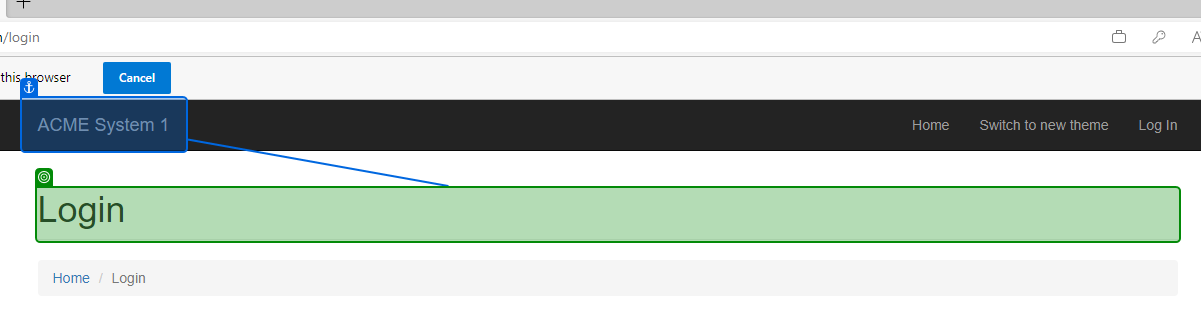 /login
this browser
Cancel
ACME System 1
Home
Switch to new theme
Log In
Login
Home / Login